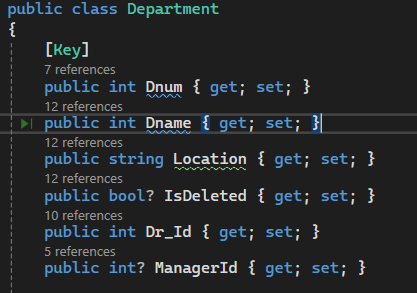 public class Department
{
[Key]
7 references
public int Dnum { get; set; }
12 references
public int Dname { get; set; }
12 references
public string Location { get; set; }
12 references
public bool? IsDeleted { get; set; }
10 references
public int Dr_Id { get; set; }
5 references
public int? ManagerId { get; set; }